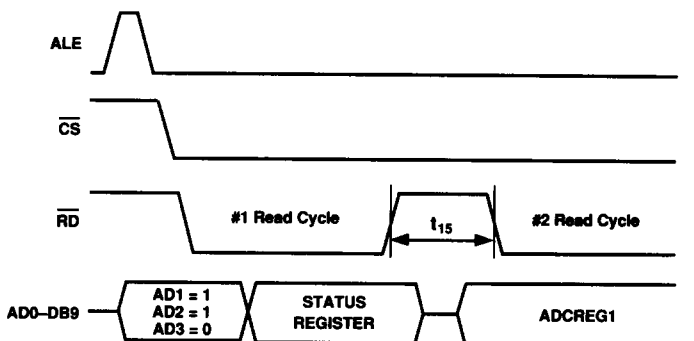 ALE
CS
RD
#1 Read Cycle
t15
#2 Read Cycle
AD0–DB9
AD1 = 1
AD2 = 1
AD3 = 0
STATUS
REGISTER
ADCREG1